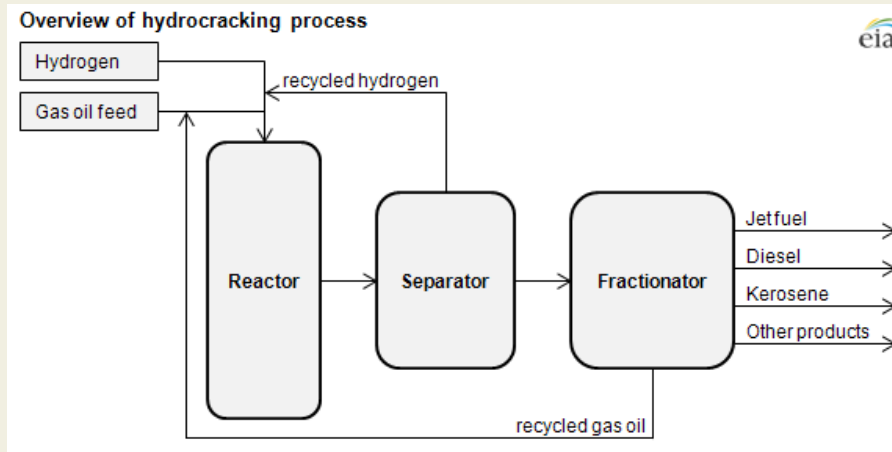 Overview of hydrocracking process
eia
Hydrogen
recycled hydrogen
Gas oil feed
Jet fuel
Diesel
Reactor
Separator
Fractionator
Kerosene
Other products
recycled gas oil